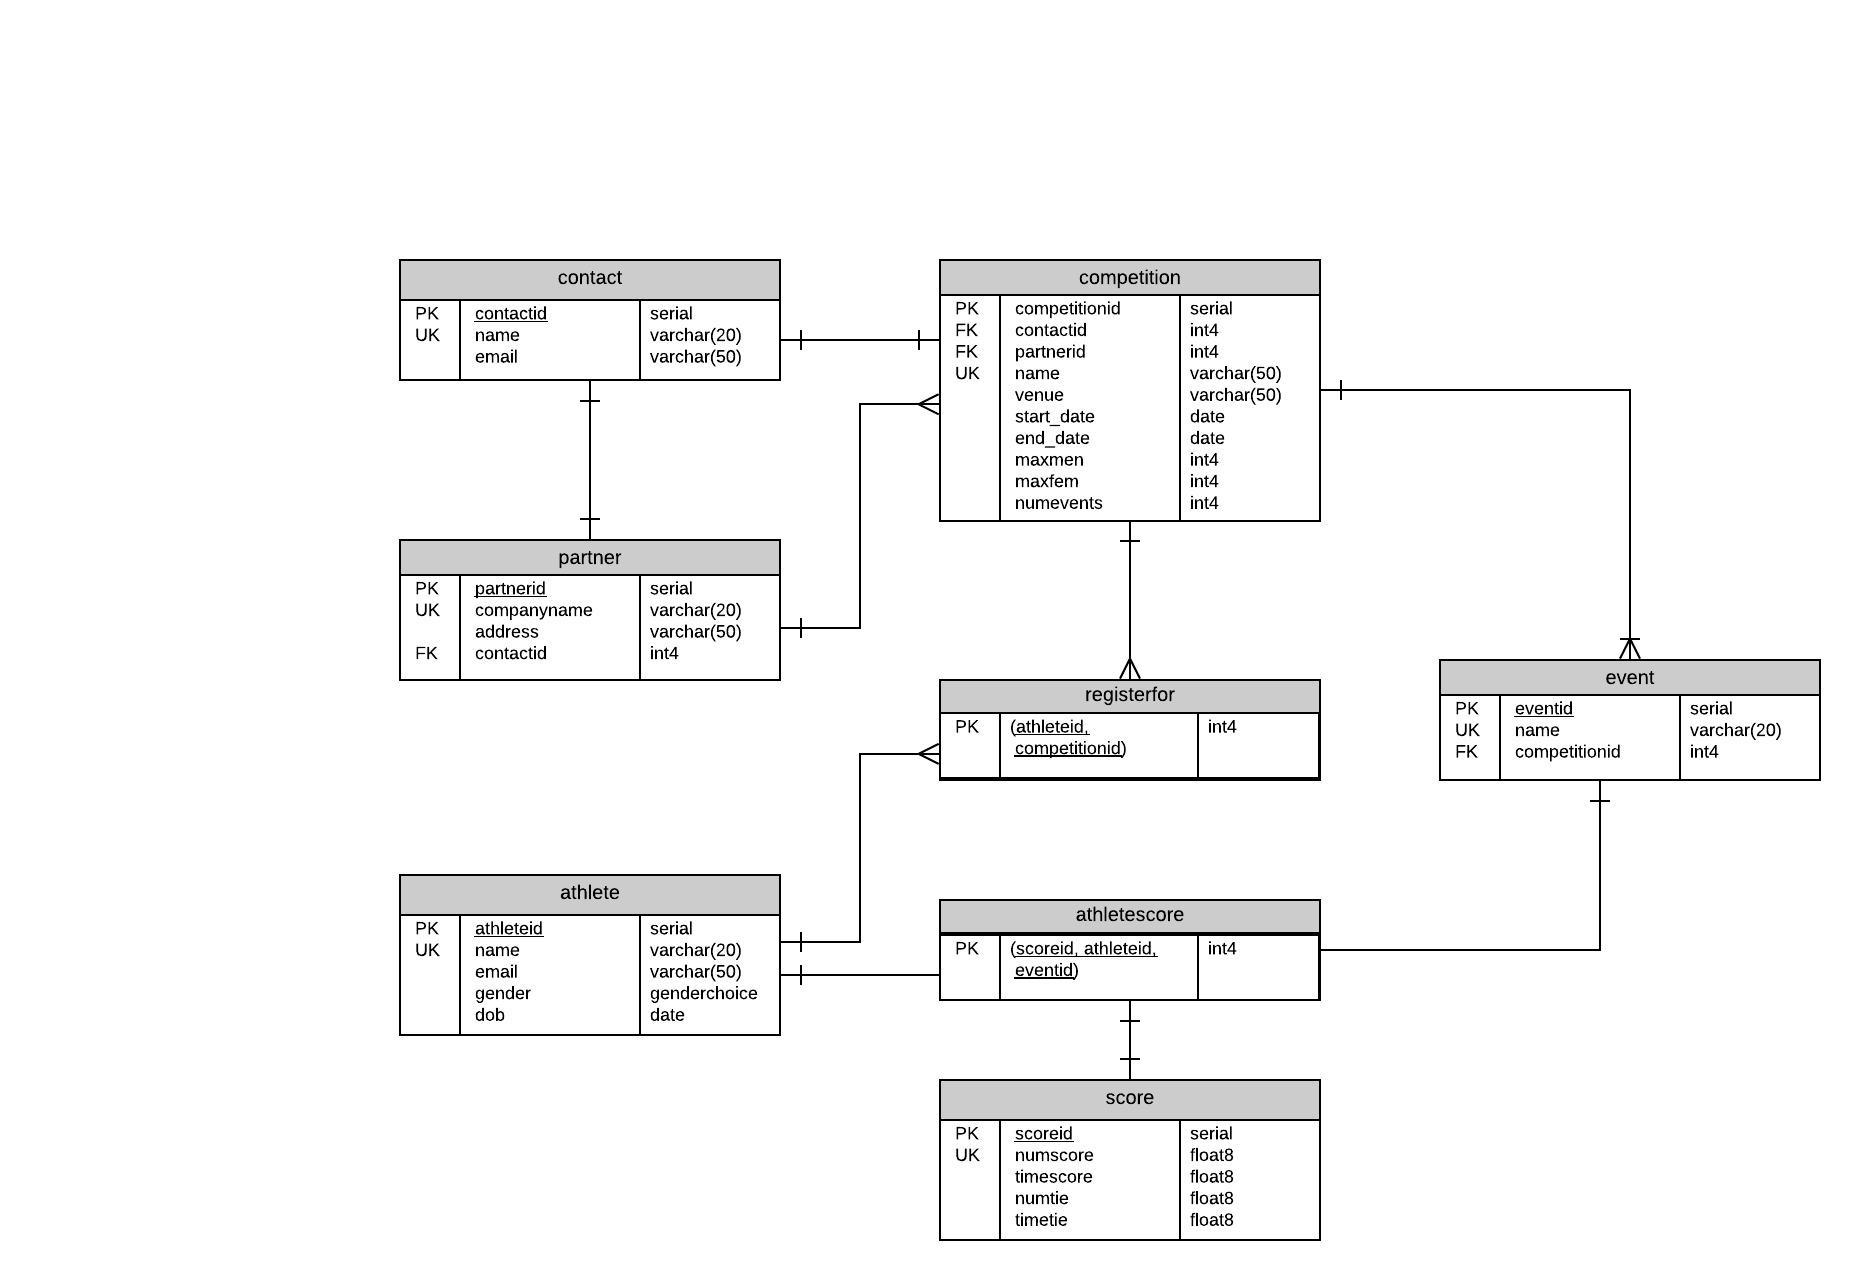 contact
PK contactid serial
UK name varchar(20)
email varchar(50)
competition
PK competitionid serial
FK contactid int4
FK partnerid int4
UK name varchar(50)
venue varchar(50)
start_date date
end_date date
maxmen int4
maxfem int4
numevents int4
partner
PK partnerid serial
UK companyname varchar(20)
address varchar(50)
FK contactid int4
registerfor
PK (athleteid, int4
competitionid)
event
PK eventid serial
UK name varchar(20)
FK competitionid int4
athlete
PK athleteid serial
UK name varchar(20)
email varchar(50)
gender genderchoice
dob date
athletescore
PK (scoreid, athleteid, int4
eventid)
score
PK scoreid serial
UK numscore float8
timescore float8
numtie float8
timetie float8